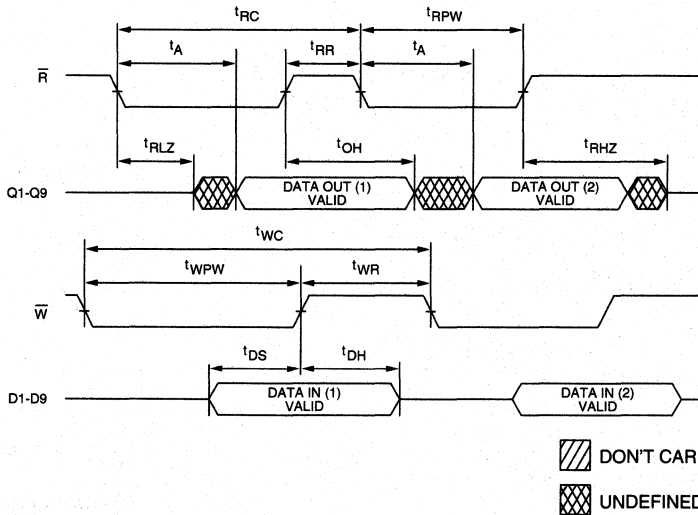 tRC tRPW
tA tRR tA
R
tRLZ tOH tRHZ
Q1-Q9 DATA OUT (1) VALID DATA OUT (2) VALID
tWC
tWPW tWR
W
tDS tDH
D1-D9 DATA IN (1) VALID DATA IN (2) VALID
DON'T CAR
UNDEFINED